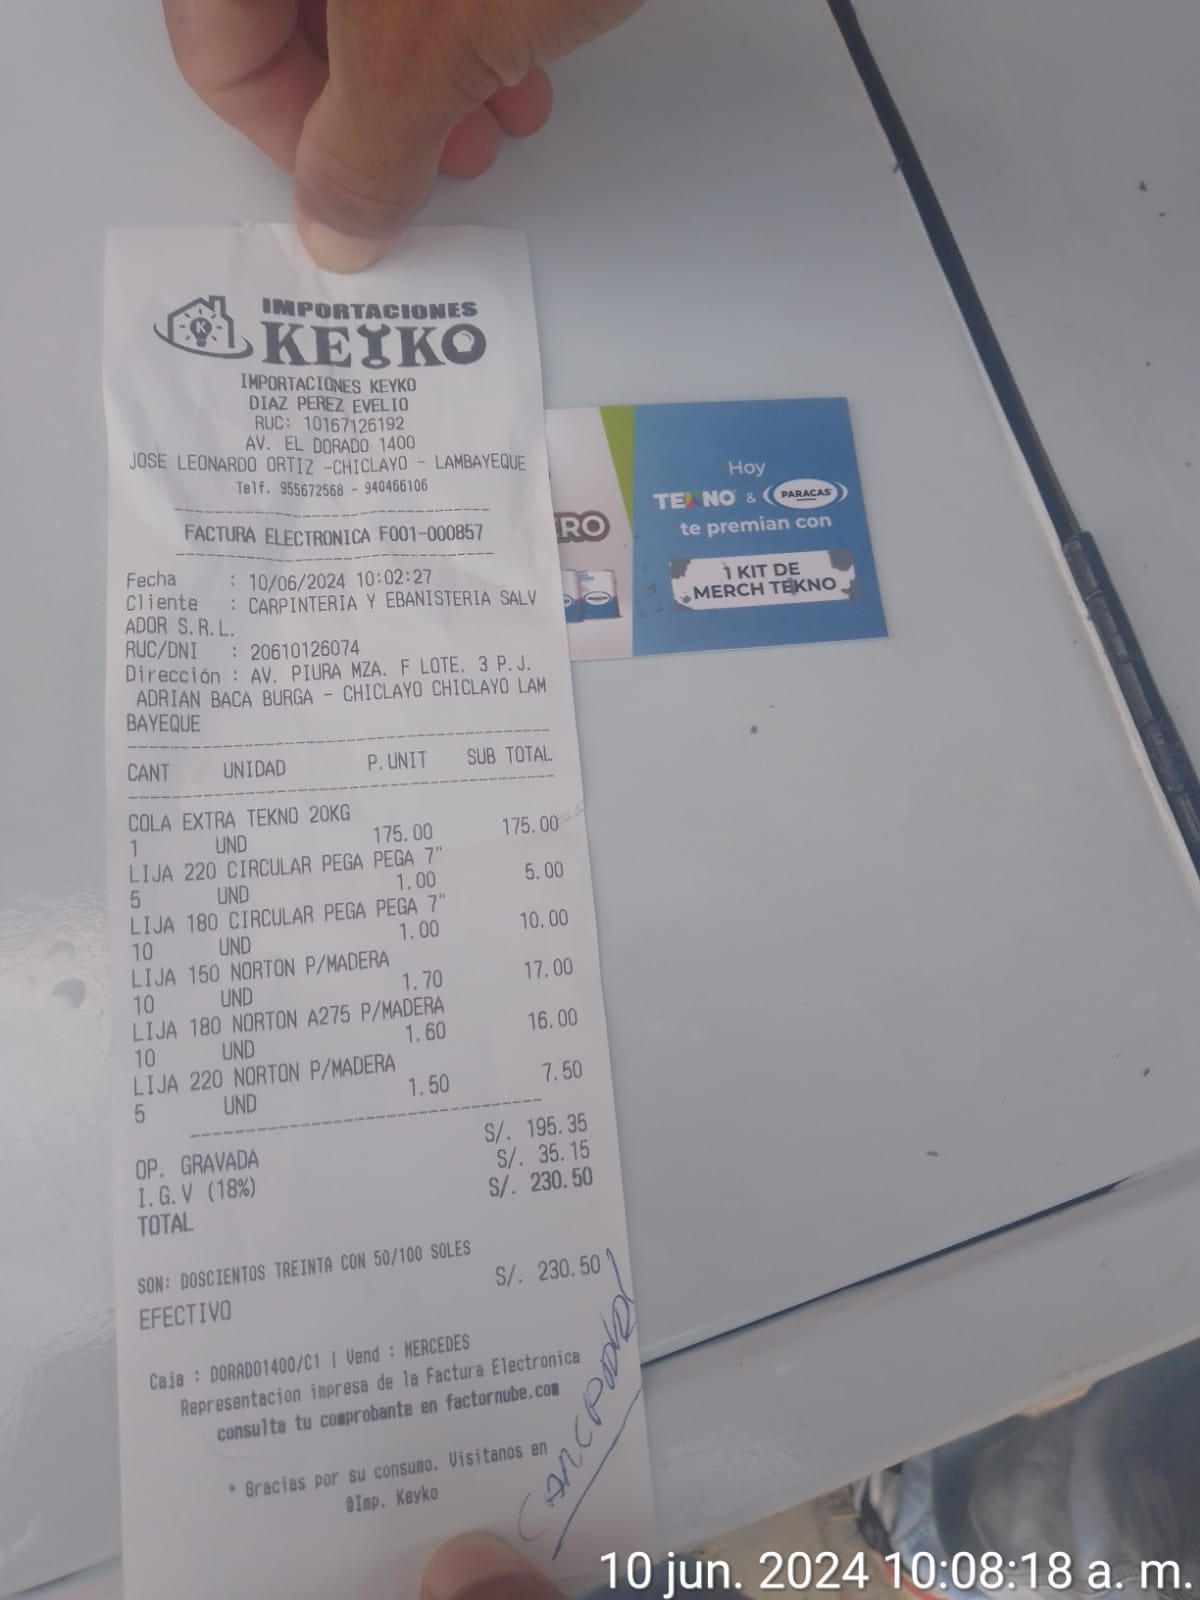 IMPORTACIONES
KEYKO
IMPORTACIONES KEYKO
DIAZ PEREZ EVELIO
RUC: 10167126192
AV. EL DORADO 1400
JOSE LEONARDO ORTIZ -CHICLAYO - LAMBAYEQUE
Telf. 955672568 - 940466106
FACTURA ELECTRONICA F001-000857
Fecha : 10/06/2024 10:02:27
Cliente : CARPINTERIA Y EBANISTERIA SALV
ADOR S.R.L.
RUC/DNI : 20610126074
Dirección : AV. PIURA MZA. F LOTE. 3 P.J.
ADRIAN BACA BURGA - CHICLAYO CHICLAYO LAM
BAYEQUE
CANT UNIDAD P.UNIT SUB TOTAL
COLA EXTRA TEKNO 20KG
1 UND 175.00 175.00
LIJA 220 CIRCULAR PEGA PEGA 7"
5 UND 1.00 5.00
LIJA 180 CIRCULAR PEGA PEGA 7"
10 UND 1.00 10.00
LIJA 150 NORTON P/MADERA
10 UND 1.70 17.00
LIJA 180 NORTON A275 P/MADERA
10 UND 1.60 16.00
LIJA 220 NORTON P/MADERA
5 UND 1.50 7.50
OP. GRAVADA S/. 195.35
I.G.V (18%) S/. 35.15
TOTAL S/. 230.50
SON: DOSCIENTOS TREINTA CON 50/100 SOLES
EFECTIVO S/. 230.50
Caja : DORADO1400/C1 | Vend : MERCEDES
Representacion impresa de la Factura Electronica
consulta tu comprobante en factornube.com
* Gracias por su consumo. Visitanos en
@Imp. Keyko
Hoy
TEKNO & PARACAS
te premian con
1 KIT DE
MERCH TEKNO
ERO
10 jun. 2024 10:08:18 a. m.